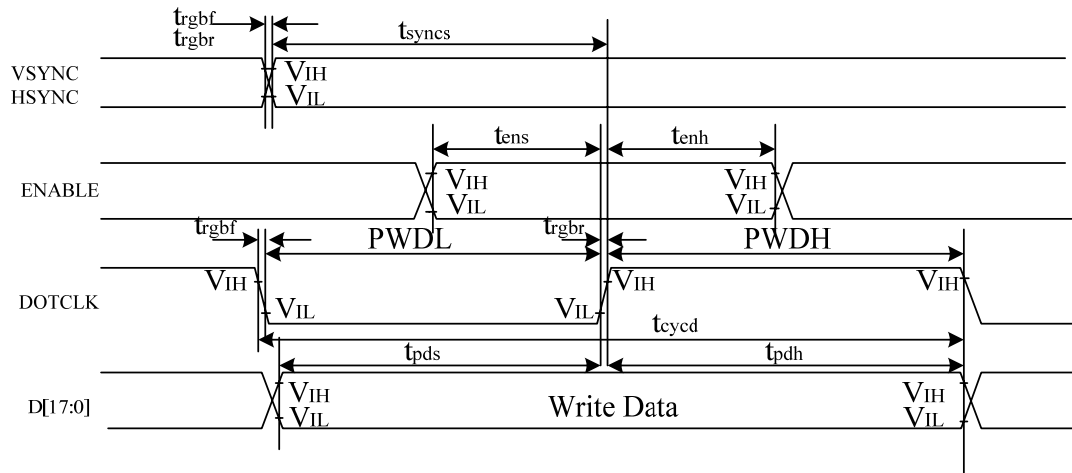 trgbf
trgbr
tsyncs
VSYNC
HSYNC
VIH
VIL
tens
tenh
ENABLE
VIH
VIL
VIH
VIL
trgbf
PWDL
trgbr
PWDH
DOTCLK
VIH
VIL
VIL
VIH
VIH
tcycd
tpds
tpdh
D[17:0]
VIH
VIL
Write Data
VIH
VIL